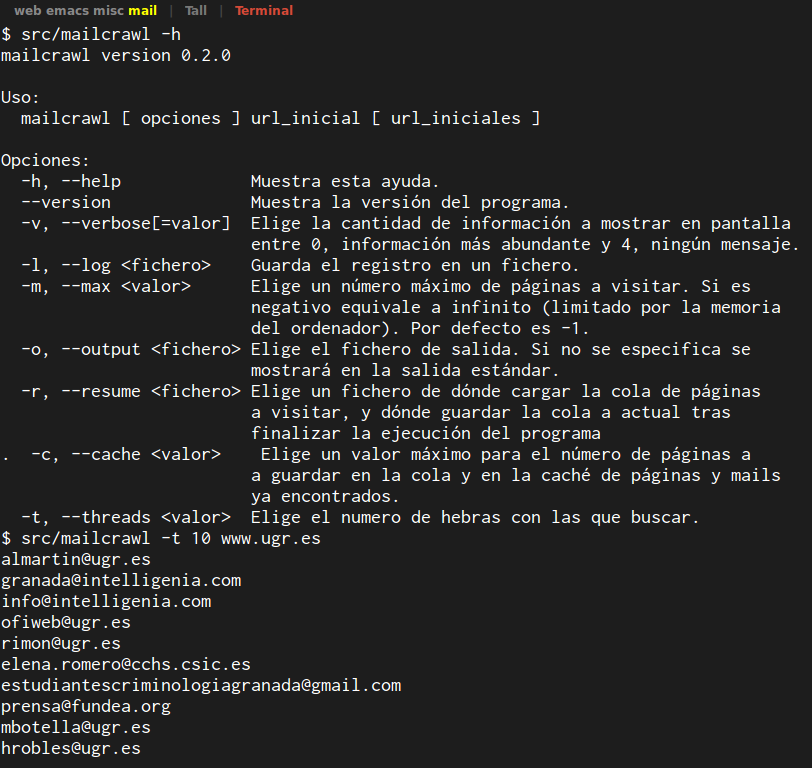 web emacs misc mail | Tall | Terminal
$ src/mailcrawl -h
mailcrawl version 0.2.0
Uso:
mailcrawl [ opciones ] url_inicial [ url_iniciales ]
Opciones:
-h, --help Muestra esta ayuda.
--version Muestra la versión del programa.
-v, --verbose[=valor] Elige la cantidad de información a mostrar en pantalla
entre 0, información más abundante y 4, ningún mensaje.
-l, --log <fichero> Guarda el registro en un fichero.
-m, --max <valor> Elige un número máximo de páginas a visitar. Si es
negativo equivale a infinito (limitado por la memoria
del ordenador). Por defecto es -1.
-o, --output <fichero> Elige el fichero de salida. Si no se especifica se
mostrará en la salida estándar.
-r, --resume <fichero> Elige un fichero de dónde cargar la cola de páginas
a visitar, y dónde guardar la cola a actual tras
finalizar la ejecución del programa
. -c, --cache <valor> Elige un valor máximo para el número de páginas a
a guardar en la cola y en la caché de páginas y mails
ya encontrados.
-t, --threads <valor> Elige el numero de hebras con las que buscar.
$ src/mailcrawl -t 10 www.ugr.es
almartin@ugr.es
granada@intelligenia.com
info@intelligenia.com
ofiweb@ugr.es
rimon@ugr.es
elena.romero@cchs.csic.es
estudiantescriminologiagranada@gmail.com
prensa@fundea.org
mbotella@ugr.es
hrobles@ugr.es